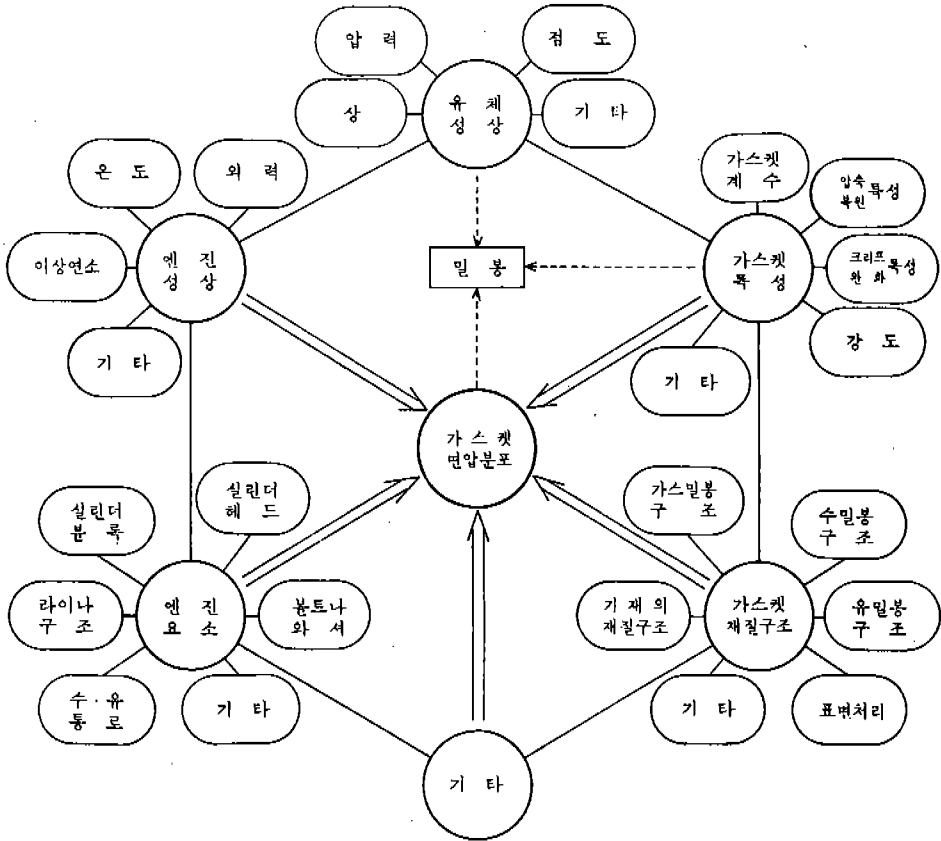 압 력
점 도
유 체
성 상
상
기 타
온 도
외 력
가스켓
계 수
압축
복원 특성
이상연소
엔 진
성 상
밀 봉
가스켓
특 성
크리프
완 화 특성
기 타
기 타
강 도
가 스 켓
면압분포
실린더
블 록
실린더
헤 드
가스밀봉
구 조
수밀봉
구 조
라이나
구 조
엔 진
요 소
볼트나
와 셔
기 재 의
재질구조
가스켓
재질구조
유밀봉
구 조
수 · 유
통 로
기 타
기 타
표면처리
기 타